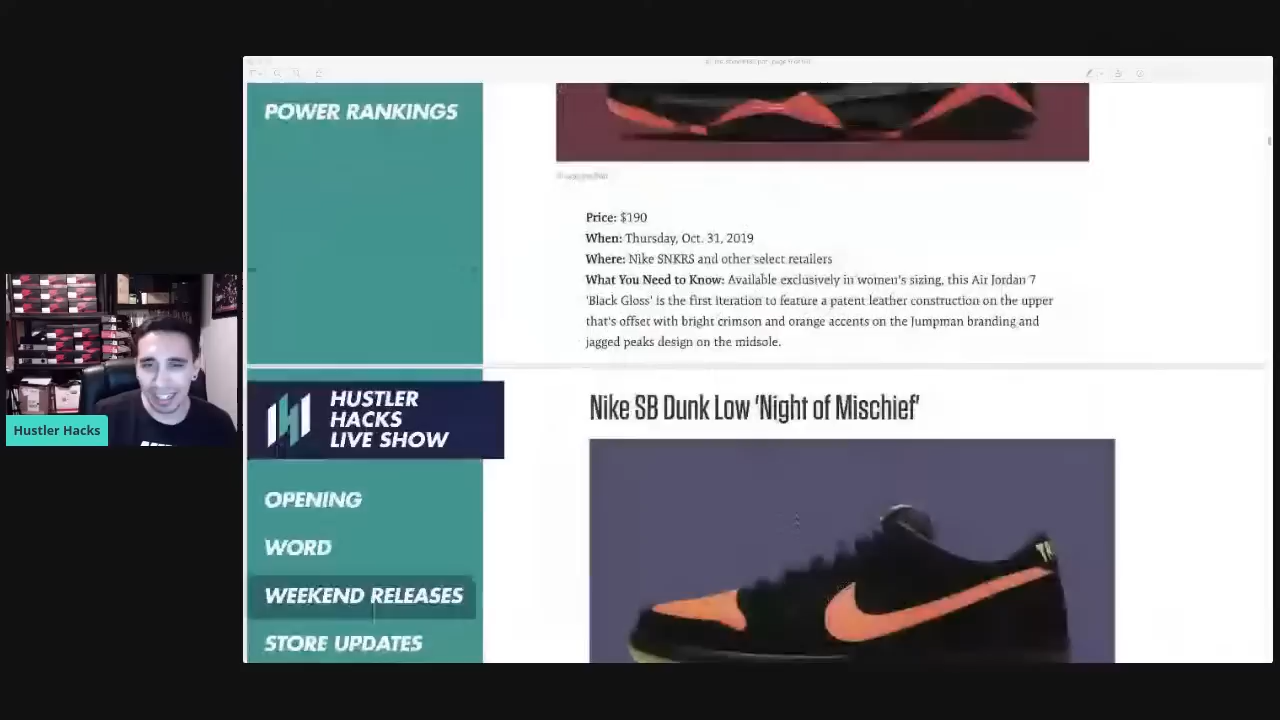 POWER RANKINGS
Price: $190
When: Thursday, Oct. 31, 2019
Where: Nike SNKRS and other select retailers
What You Need to Know: Available exclusively in women's sizing, this Air Jordan 7
'Black Gloss' is the first iteration to feature a patent leather construction on the upper
that's offset with bright crimson and orange accents on the Jumpman branding and
jagged peaks design on the midsole.
HUSTLER
HACKS
LIVE SHOW
Nike SB Dunk Low 'Night of Mischief'
Hustler Hacks
OPENING
WORD
WEEKEND RELEASES
STORE UPDATES